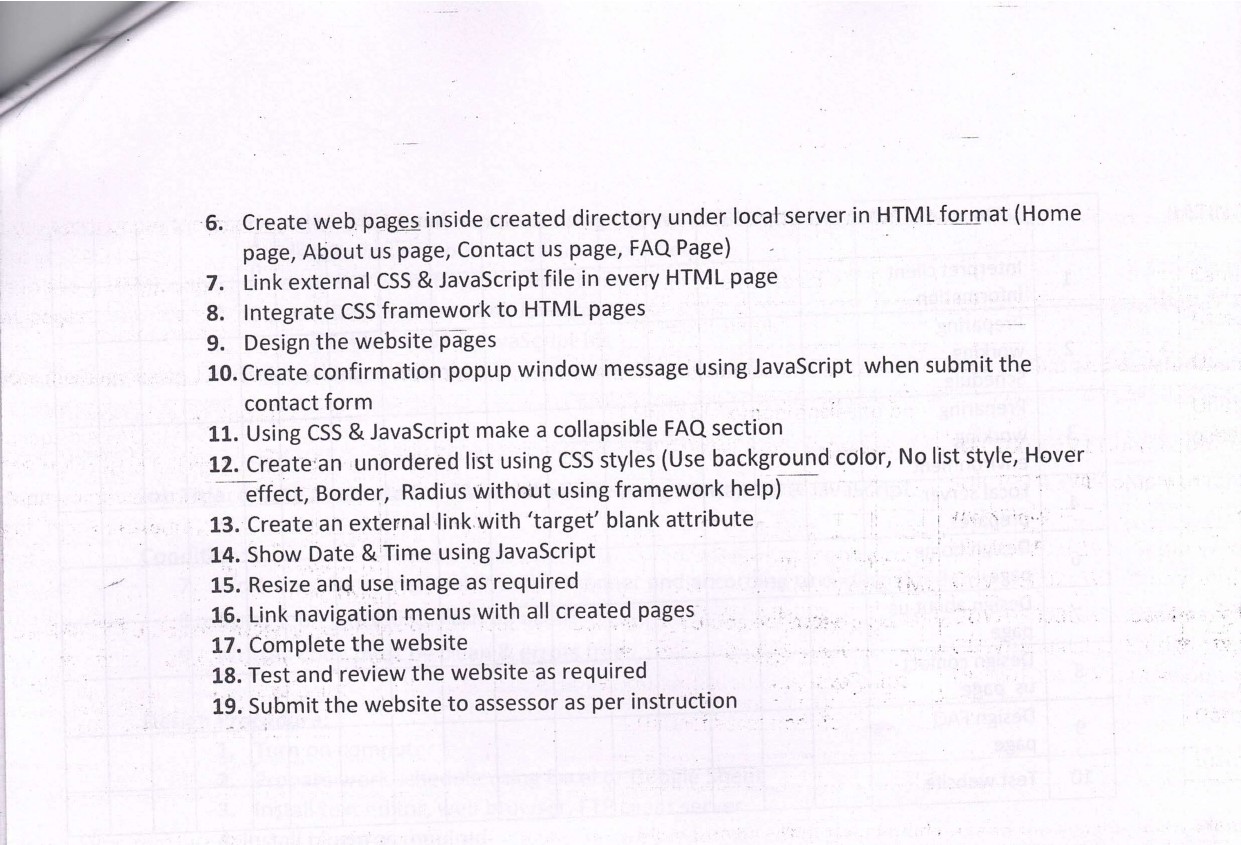 6. Create web pages inside created directory under local server in HTML format (Home
page, About us page, Contact us page, FAQ Page)
7. Link external CSS & JavaScript file in every HTML page
8. Integrate CSS framework to HTML pages
9. Design the website pages
10. Create confirmation popup window message using JavaScript when submit the
contact form
11. Using CSS & JavaScript make a collapsible FAQ section
12. Create an unordered list using CSS styles (Use background color, No list style, Hover
effect, Border, Radius without using framework help)
13. Create an external link with ‘target’ blank attribute
14. Show Date & Time using JavaScript
15. Resize and use image as required
16. Link navigation menus with all created pages
17. Complete the website
18. Test and review the website as required
19. Submit the website to assessor as per instruction